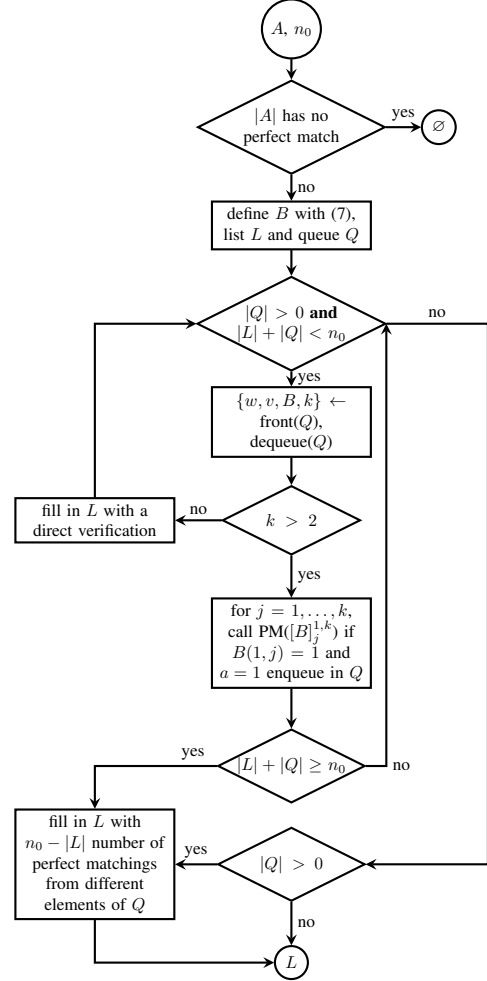 A, n₀
|A| has no
perfect match
yes
∅
no
define B with (7),
list L and queue Q
|Q| > 0 and
|L| + |Q| < n₀
no
yes
{w, v, B, k} ←
front(Q),
dequeue(Q)
fill in L with a
direct verification
no
k > 2
yes
for j = 1, . . . , k,
call PM([B]ⱼ¹,ᵏ) if
B(1, j) = 1 and
a = 1 enqueue in Q
yes
|L| + |Q| ≥ n₀
no
fill in L with
n₀ − |L| number of
perfect matchings
from different
elements of Q
yes
|Q| > 0
no
L